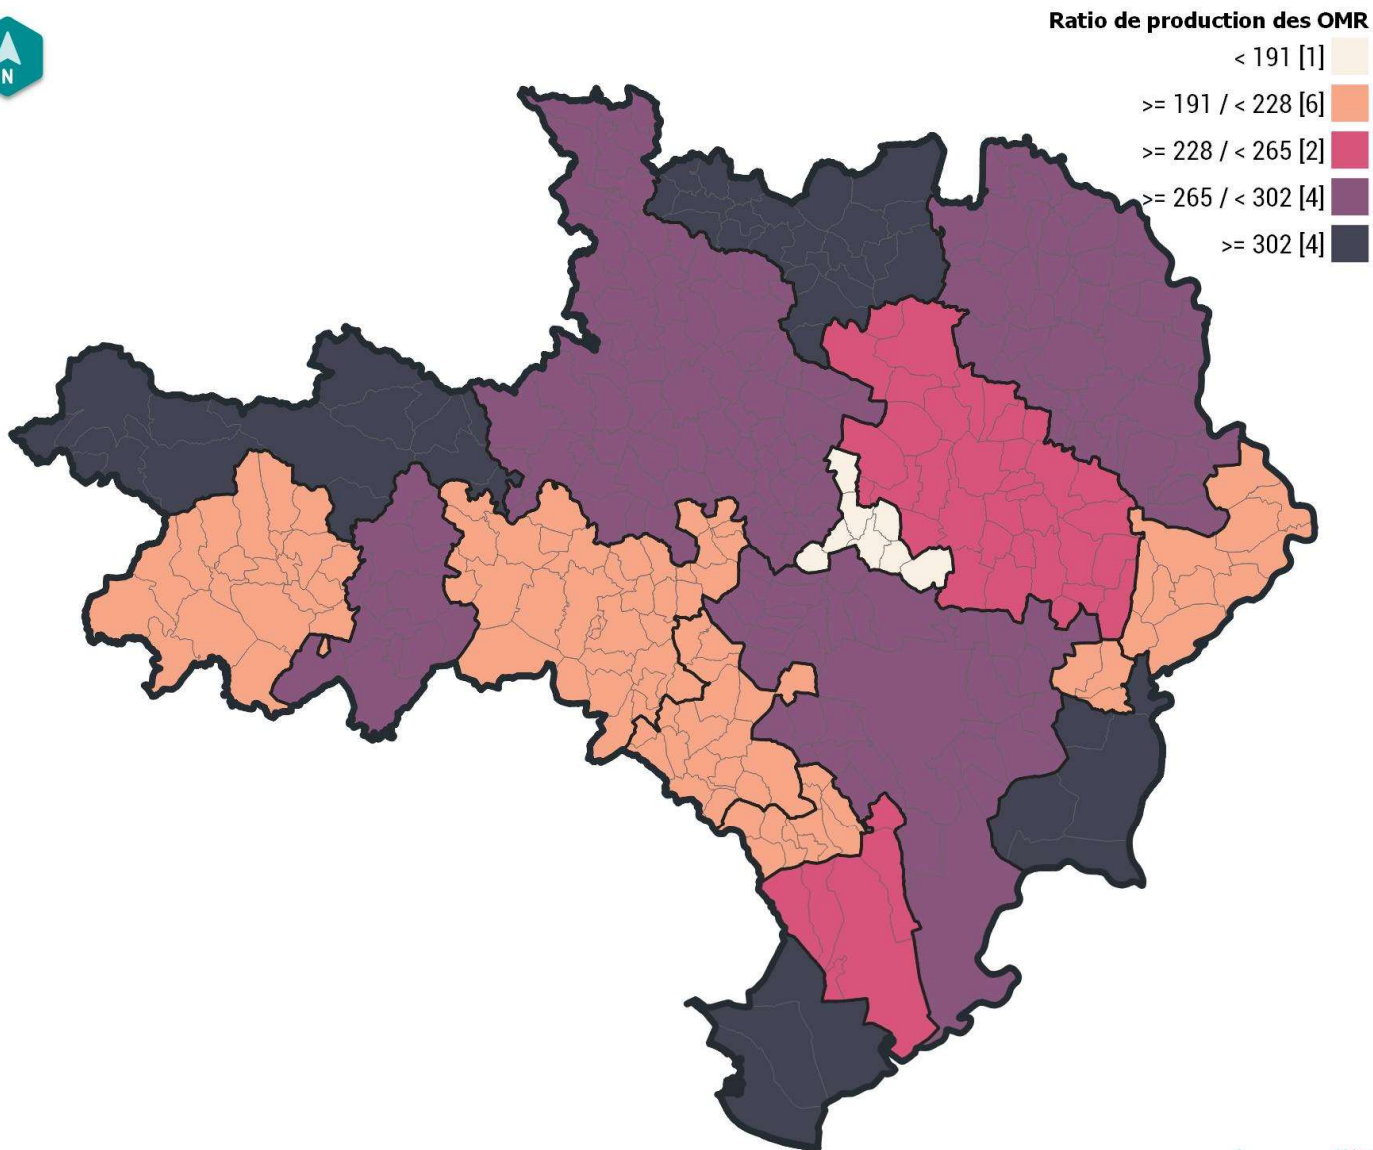 Ratio de production des OMR
< 191 [1]
>= 191 / < 228 [6]
>= 228 / < 265 [2]
>= 265 / < 302 [4]
>= 302 [4]
N